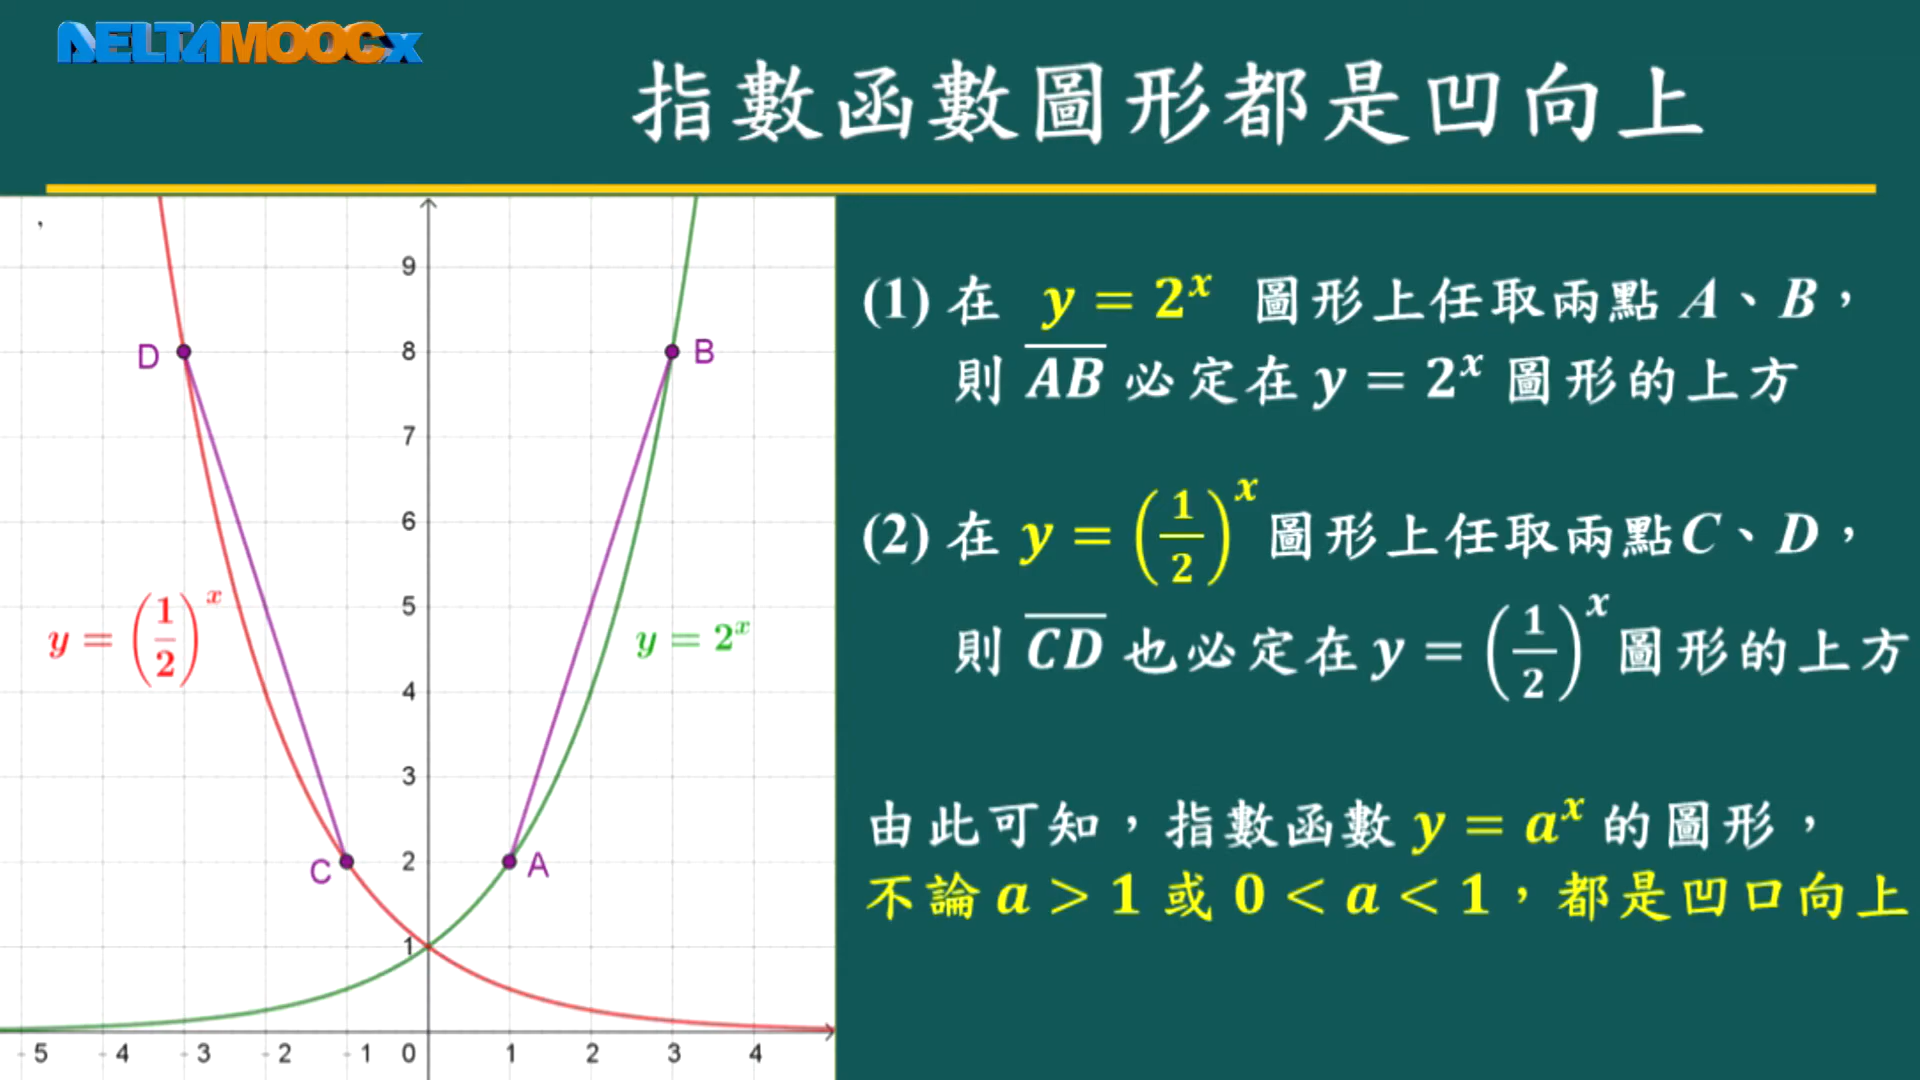 DELTAMOOCx
指數函數圖形都是凹向上
(1) 在 y = 2^x 圖形上任取兩點 A、B，
則 \overline{AB} 必定在 y = 2^x 圖形的上方
(2) 在 y = (1/2)^x 圖形上任取兩點C、D，
則 \overline{CD} 也必定在 y = (1/2)^x 圖形的上方
由此可知，指數函數 y = a^x 的圖形，
不論 a > 1 或 0 < a < 1，都是凹口向上
9
D
8
B
7
6
5
y = (1/2)^x
y = 2^x
4
3
C
2
A
1
-5 -4 -3 -2 -1 0 1 2 3 4